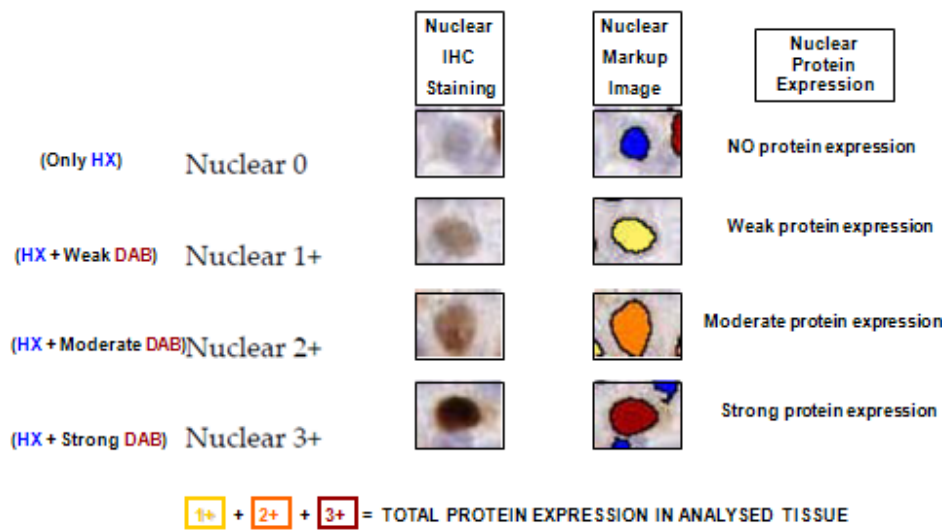 Nuclear
IHC
Staining
Nuclear
Markup
Image
Nuclear
Protein
Expression
(Only HX)
Nuclear 0
NO protein expression
(HX + Weak DAB)
Nuclear 1+
Weak protein expression
(HX + Moderate DAB)
Nuclear 2+
Moderate protein expression
(HX + Strong DAB)
Nuclear 3+
Strong protein expression
1+ + 2+ + 3+ = TOTAL PROTEIN EXPRESSION IN ANALYSED TISSUE